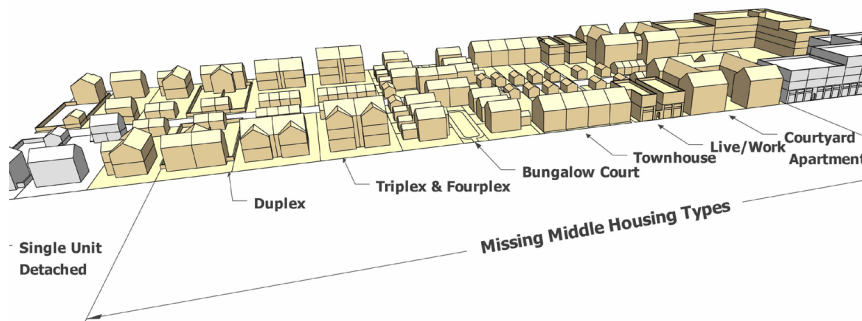 Single Unit
Detached
Duplex
Triplex & Fourplex
Bungalow Court
Townhouse
Live/Work
Courtyard
Apartment
Missing Middle Housing Types